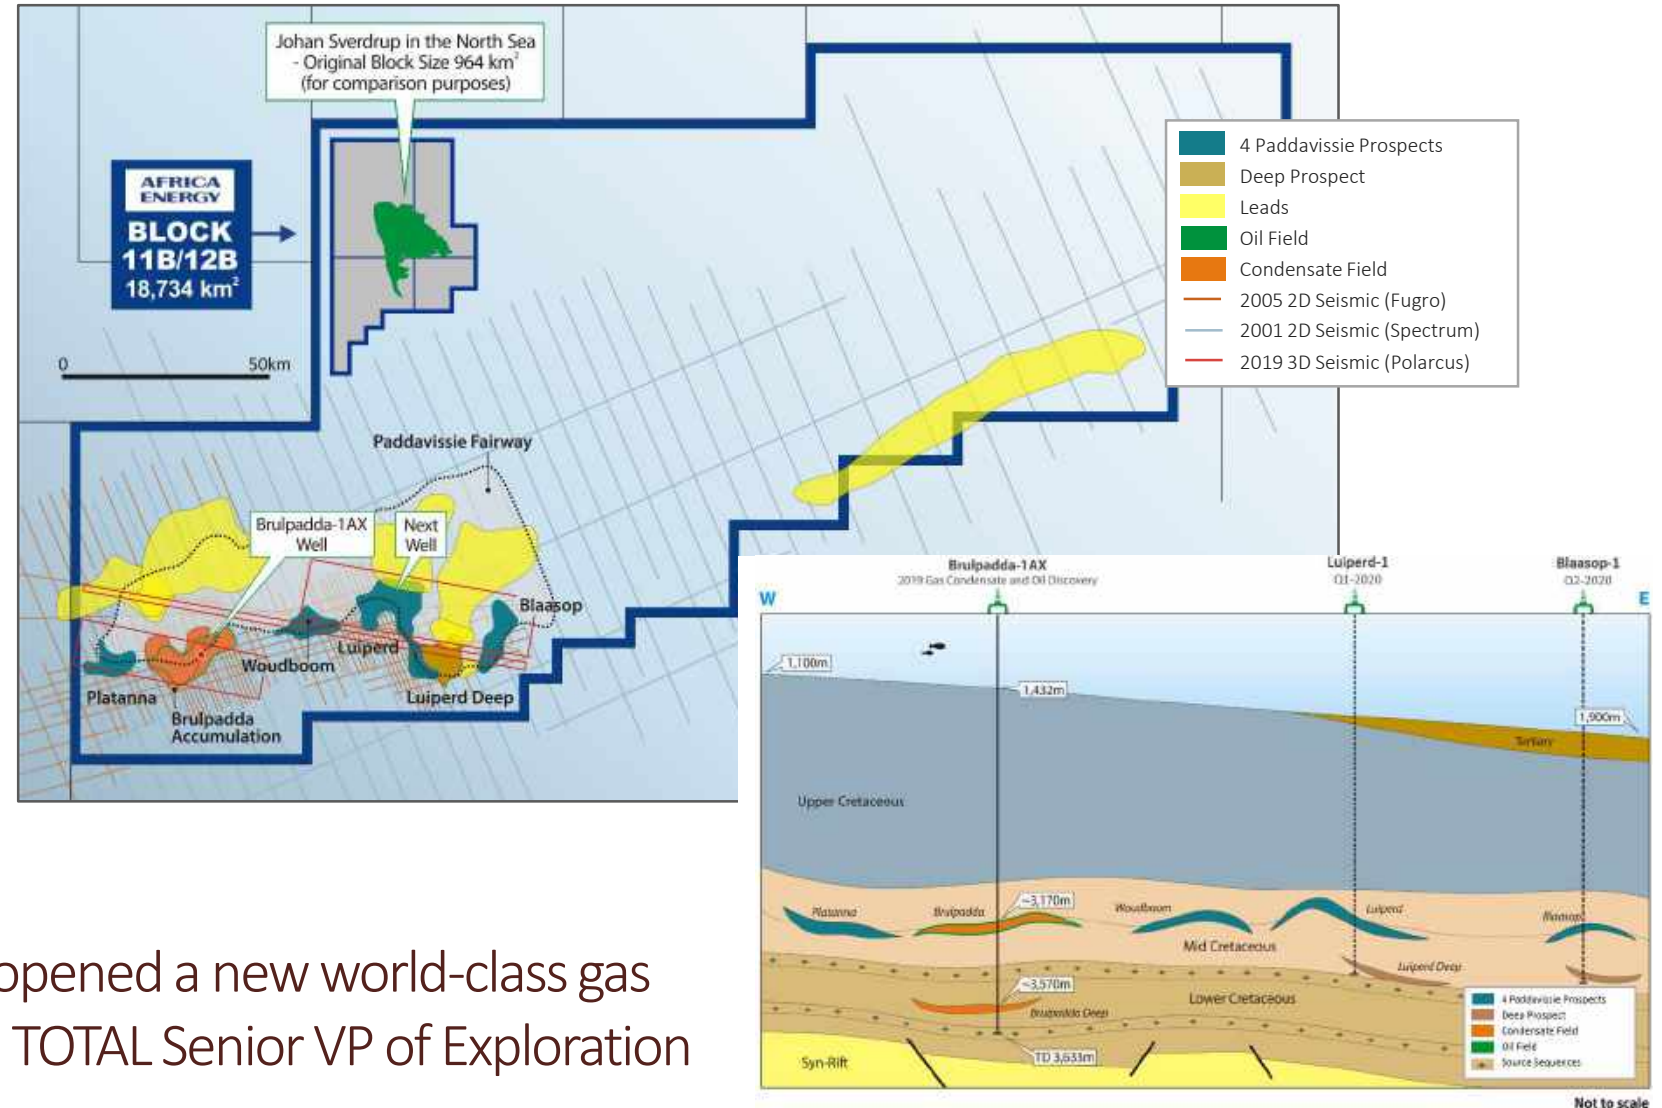 Johan Sverdrup in the North Sea
- Original Block Size 964 km²
(for comparison purposes)
AFRICA
ENERGY
BLOCK
11B/12B
18,734 km²
0 50km
4 Paddavissie Prospects
Deep Prospect
Leads
Oil Field
Condensate Field
2005 2D Seismic (Fugro)
2001 2D Seismic (Spectrum)
2019 3D Seismic (Polarcus)
Paddavissie Fairway
Brulpadda-1AX
Well
Next
Well
Blaasop
Luiperd
Woudboom
Platanna
Luiperd Deep
Brulpadda
Accumulation
Brulpadda-1AX
2019 Gas Condensate and Oil Discovery
Luiperd-1
Q1-2020
Blaasop-1
Q2-2020
W E
1,100m
1,432m
1,900m
Tertiary
Upper Cretaceous
~3,170m
Platanna
Brulpadda
Woudboom
Luiperd
Blaasop
Mid Cretaceous
Luiperd Deep
~3,570m
Lower Cretaceous
Brulpadda Deep
TD 3,633m
Syn-Rift
4 Paddavissie Prospects
Deep Prospect
Condensate Field
Oil Field
Source Sequences
Not to scale
opened a new world-class gas
TOTAL Senior VP of Exploration